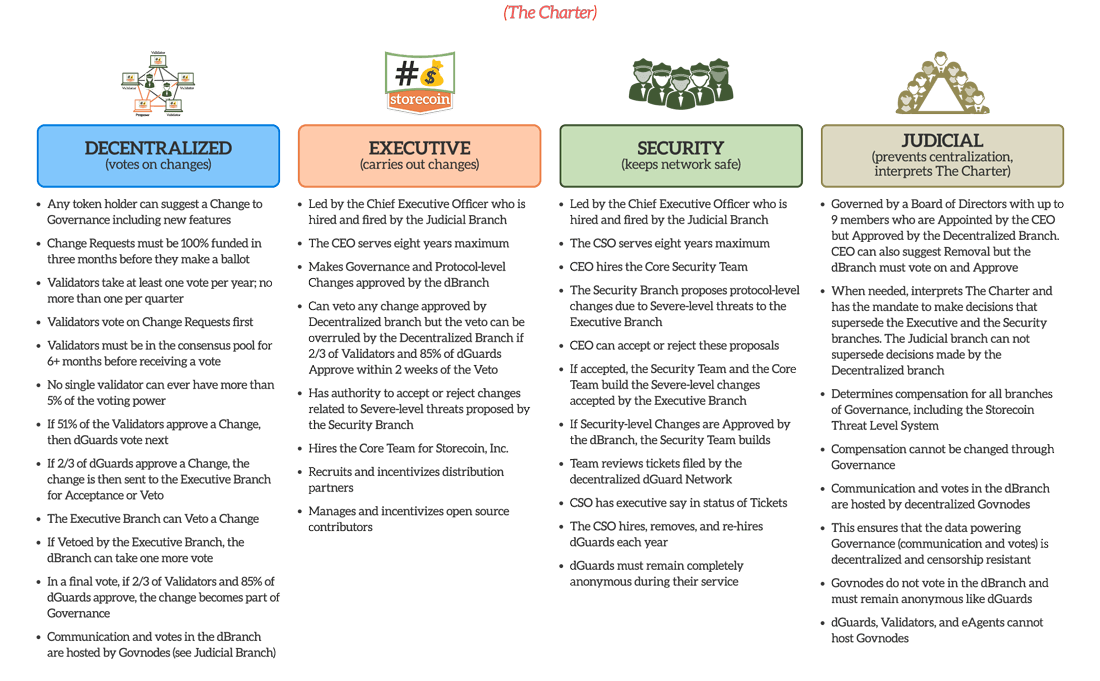 (The Charter)
Validator
Validator
Validator
Proposer
Validator
#$
storecoin
DECENTRALIZED
(votes on changes)
• Any token holder can suggest a Change to
Governance including new features
• Change Requests must be 100% funded in
three months before they make a ballot
• Validators take at least one vote per year; no
more than one per quarter
• Validators vote on Change Requests first
• Validators must be in the consensus pool for
6+ months before receiving a vote
• No single validator can ever have more than
5% of the voting power
• If 51% of the Validators approve a Change,
then dGuards vote next
• If 2/3 of dGuards approve a Change, the
change is then sent to the Executive Branch
for Acceptance or Veto
• The Executive Branch can Veto a Change
• If Vetoed by the Executive Branch, the
dBranch can take one more vote
• In a final vote, if 2/3 of Validators and 85% of
dGuards approve, the change becomes part of
Governance
• Communication and votes in the dBranch
are hosted by Govnodes (see Judicial Branch)
EXECUTIVE
(carries out changes)
• Led by the Chief Executive Officer who is
hired and fired by the Judicial Branch
• The CEO serves eight years maximum
• Makes Governance and Protocol-level
Changes approved by the dBranch
• Can veto any change approved by
Decentralized branch but the veto can be
overruled by the Decentralized Branch if
2/3 of Validators and 85% of dGuards
Approve within 2 weeks of the Veto
• Has authority to accept or reject changes
related to Severe-level threats proposed by
the Security Branch
• Hires the Core Team for Storecoin, Inc.
• Recruits and incentivizes distribution
partners
• Manages and incentivizes open source
contributors
SECURITY
(keeps network safe)
• Led by the Chief Executive Officer who is
hired and fired by the Judicial Branch
• The CSO serves eight years maximum
• CEO hires the Core Security Team
• The Security Branch proposes protocol-level
changes due to Severe-level threats to the
Executive Branch
• CEO can accept or reject these proposals
• If accepted, the Security Team and the Core
Team build the Severe-level changes
accepted by the Executive Branch
• If Security-level Changes are Approved by
the dBranch, the Security Team builds
• Team reviews tickets filed by the
decentralized dGuard Network
• CSO has executive say in status of Tickets
• The CSO hires, removes, and re-hires
dGuards each year
• dGuards must remain completely
anonymous during their service
JUDICIAL
(prevents centralization,
interprets The Charter)
• Governed by a Board of Directors with up to
9 members who are Appointed by the CEO
but Approved by the Decentralized Branch.
CEO can also suggest Removal but the
dBranch must vote on and Approve
• When needed, interprets The Charter and
has the mandate to make decisions that
supersede the Executive and the Security
branches. The Judicial branch can not
supersede decisions made by the
Decentralized branch
• Determines compensation for all branches
of Governance, including the Storecoin
Threat Level System
• Compensation cannot be changed through
Governance
• Communication and votes in the dBranch
are hosted by decentralized Govnodes
• This ensures that the data powering
Governance (communication and votes) is
decentralized and censorship resistant
• Govnodes do not vote in the dBranch and
must remain anonymous like dGuards
• dGuards, Validators, and eAgents cannot
host Govnodes